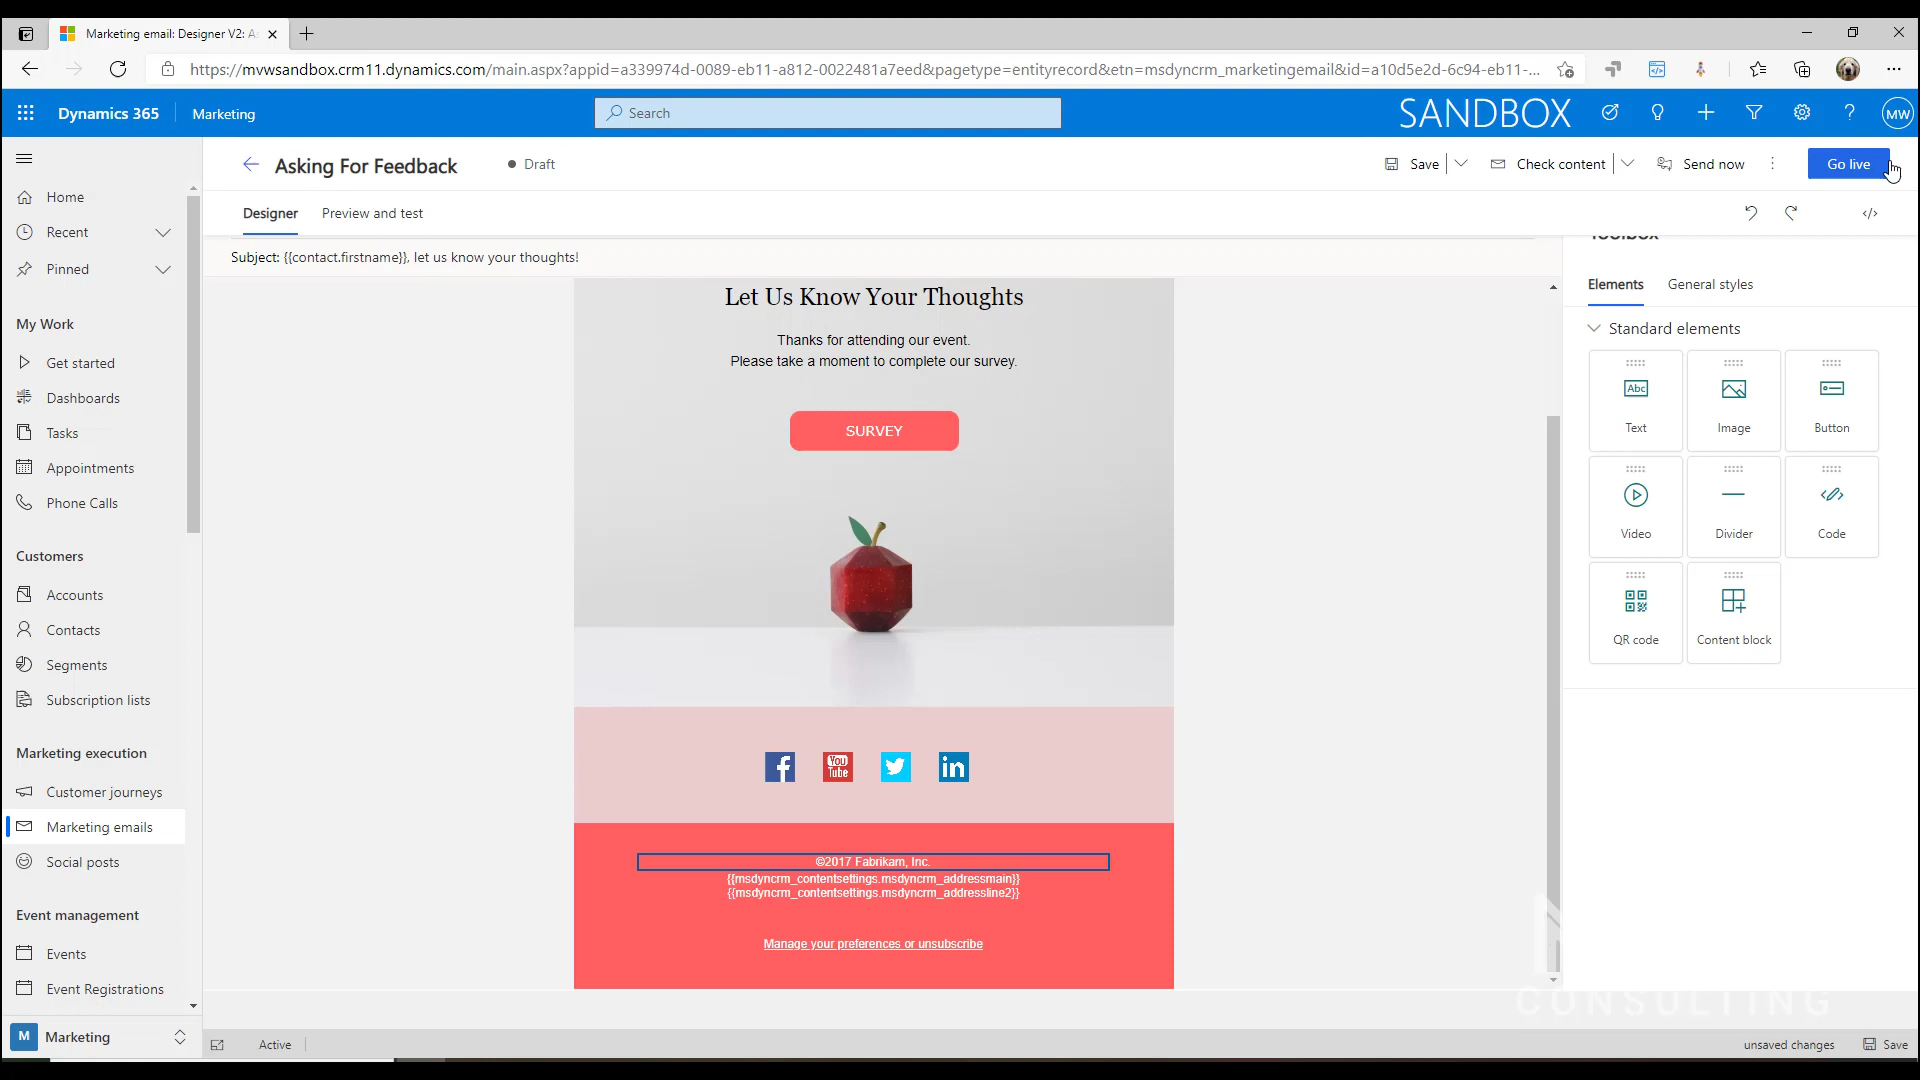 Marketing email: Designer V2: As
https://mvwsandbox.crm11.dynamics.com/main.aspx?appid=a339974d-0089-eb11-a812-0022481a7eed&pagetype=entityrecord&etn=msdyncrm_marketingemail&id=a10d5e2d-6c94-eb11-...
Dynamics 365
Marketing
Search
SANDBOX
MW
Asking For Feedback
Draft
Save
Check content
Send now
Go live
Home
Recent
Pinned
My Work
Get started
Dashboards
Tasks
Appointments
Phone Calls
Customers
Accounts
Contacts
Segments
Subscription lists
Marketing execution
Customer journeys
Marketing emails
Social posts
Event management
Events
Event Registrations
M
Marketing
Designer
Preview and test
</>
Subject: {{contact.firstname}}, let us know your thoughts!
Let Us Know Your Thoughts
Thanks for attending our event.
Please take a moment to complete our survey.
SURVEY
You
Tube
in
©2017 Fabrikam, Inc.
{{msdyncrm_contentsettings.msdyncrm_addressmain}}
{{msdyncrm_contentsettings.msdyncrm_addressline2}}
Manage your preferences or unsubscribe
Toolbox
Elements
General styles
Standard elements
Abc
Text
Image
Button
Video
Divider
Code
QR code
Content block
CONSULTING
Active
unsaved changes
Save